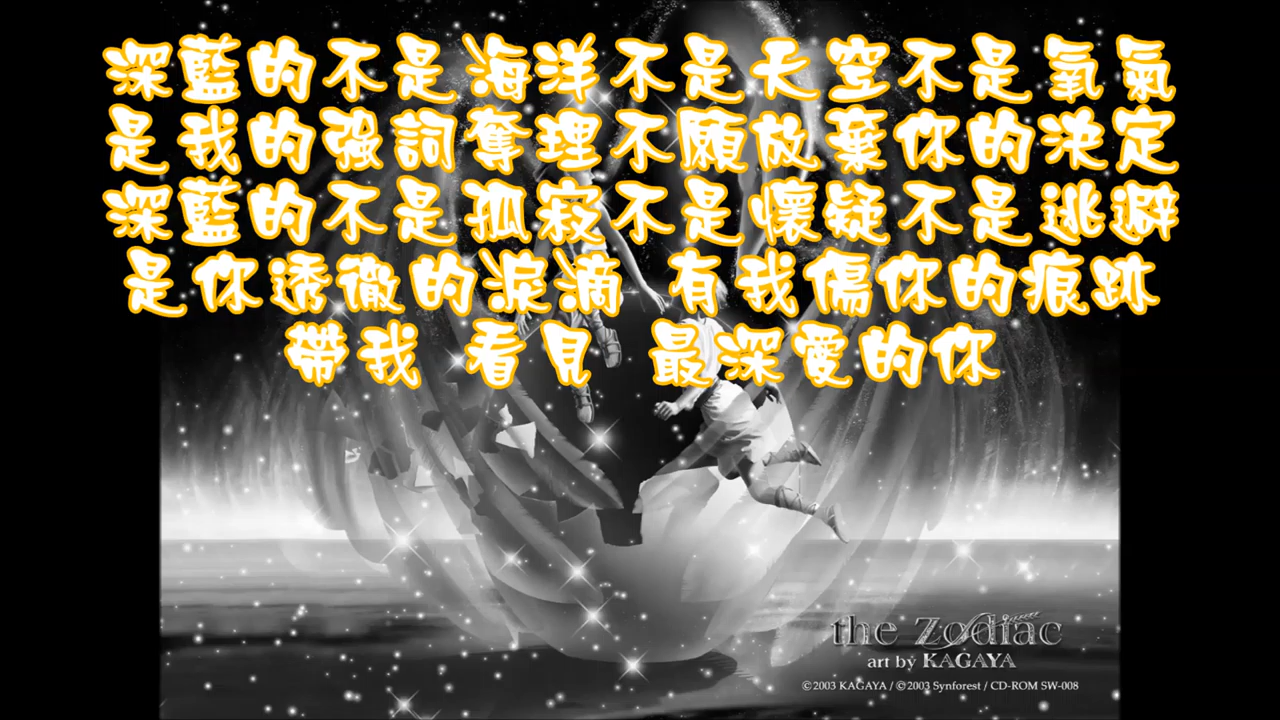 深藍的不是海洋不是天空不是氧氣
是我的強詞奪理不願放棄你的決定
深藍的不是孤寂不是懷疑不是逃避
是你透徹的淚滴 有我傷你的痕跡
帶我 看見 最深愛的你
the Zodiac
art by KAGAYA
©2003 KAGAYA / ©2003 Synforest / CD-ROM SW-008